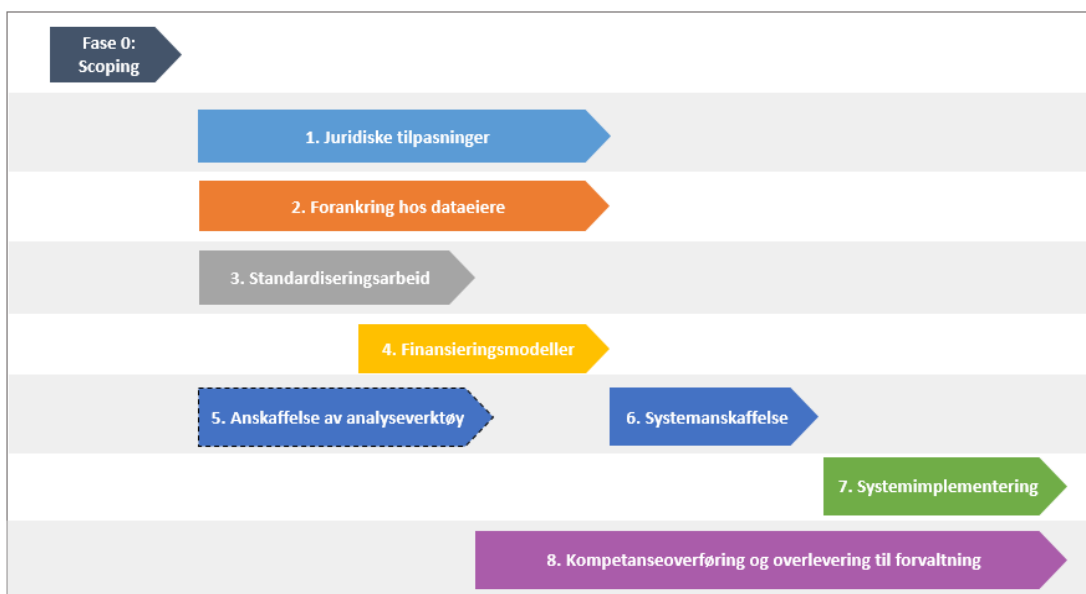 Fase 0:
Scoping
1. Juridiske tilpasninger
2. Forankring hos dataeiere
3. Standardiseringsarbeid
4. Finansieringsmodeller
5. Anskaffelse av analyseverktøy
6. Systemanskaffelse
7. Systemimplementering
8. Kompetanseoverføring og overlevering til forvaltning